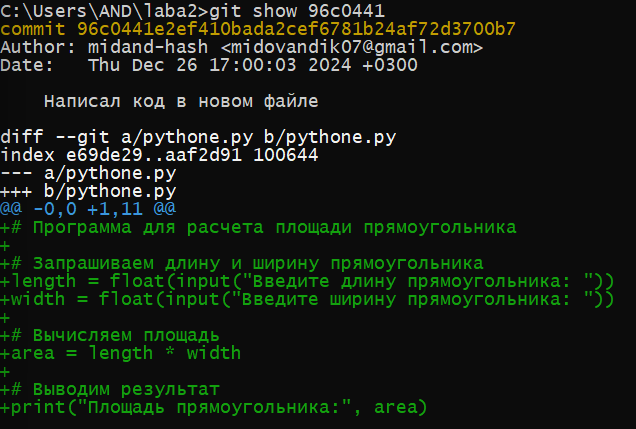 C:\Users\AND\laba2>git show 96c0441
commit 96c0441e2ef410bada2cef6781b24af72d3700b7
Author: midand-hash <midovandik07@gmail.com>
Date:   Thu Dec 26 17:00:03 2024 +0300
    Написал код в новом файле
diff --git a/pythone.py b/pythone.py
index e69de29..aaf2d91 100644
--- a/pythone.py
+++ b/pythone.py
@@ -0,0 +1,11 @@
+# Программа для расчета площади прямоугольника
+
+# Запрашиваем длину и ширину прямоугольника
+length = float(input("Введите длину прямоугольника: "))
+width = float(input("Введите ширину прямоугольника: "))
+
+# Вычисляем площадь
+area = length * width
+
+# Выводим результат
+print("Площадь прямоугольника:", area)